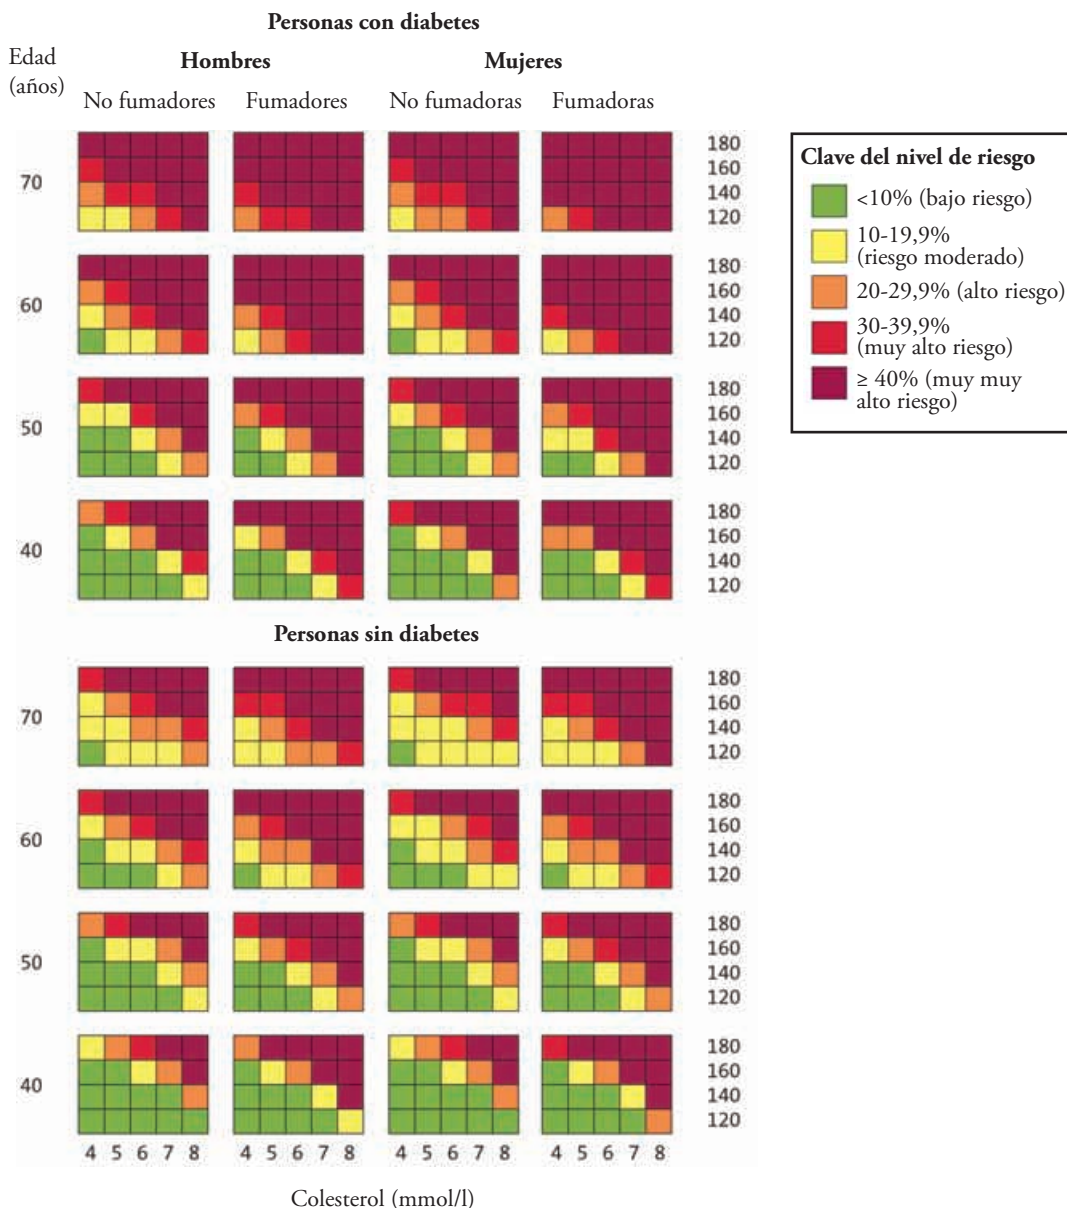 Personas con diabetes
Edad
(años)
Hombres
Mujeres
No fumadores
Fumadores
No fumadoras
Fumadoras
70
180
160
140
120
60
180
160
140
120
50
180
160
140
120
40
180
160
140
120
Clave del nivel de riesgo
<10% (bajo riesgo)
10-19,9%
(riesgo moderado)
20-29,9% (alto riesgo)
30-39,9%
(muy alto riesgo)
≥ 40% (muy muy
alto riesgo)
Personas sin diabetes
70
180
160
140
120
60
180
160
140
120
50
180
160
140
120
40
180
160
140
120
4 5 6 7 8 4 5 6 7 8 4 5 6 7 8 4 5 6 7 8
Colesterol (mmol/l)